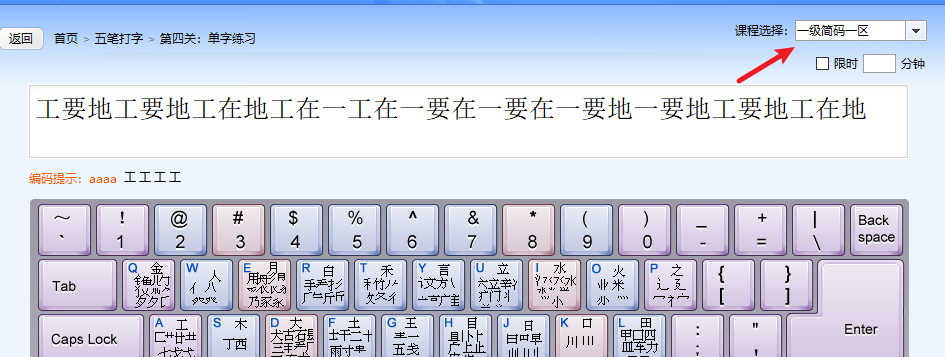 返回 首页 > 五笔打字 > 第四关：单字练习 课程选择： 一级简码一区
限时 分钟
工要地工要地工在地工在一工在一要在一要在一要地一要地工要地工在地
编码提示：aaaa 工工工工
～ ! @ # $ % ^ & * ( ) _ + | Back
` 1 2 3 4 5 6 7 8 9 0 - = \ space
Tab Q 金 W 人 E 月 R 白 T 禾 Y 言 U 立 I 水 O 火 P 之 { }
[ ]
Caps Lock A 工 S 木 D 大 F 土 G 王 H 目 J 日 K 口 L 田 : " Enter
; '